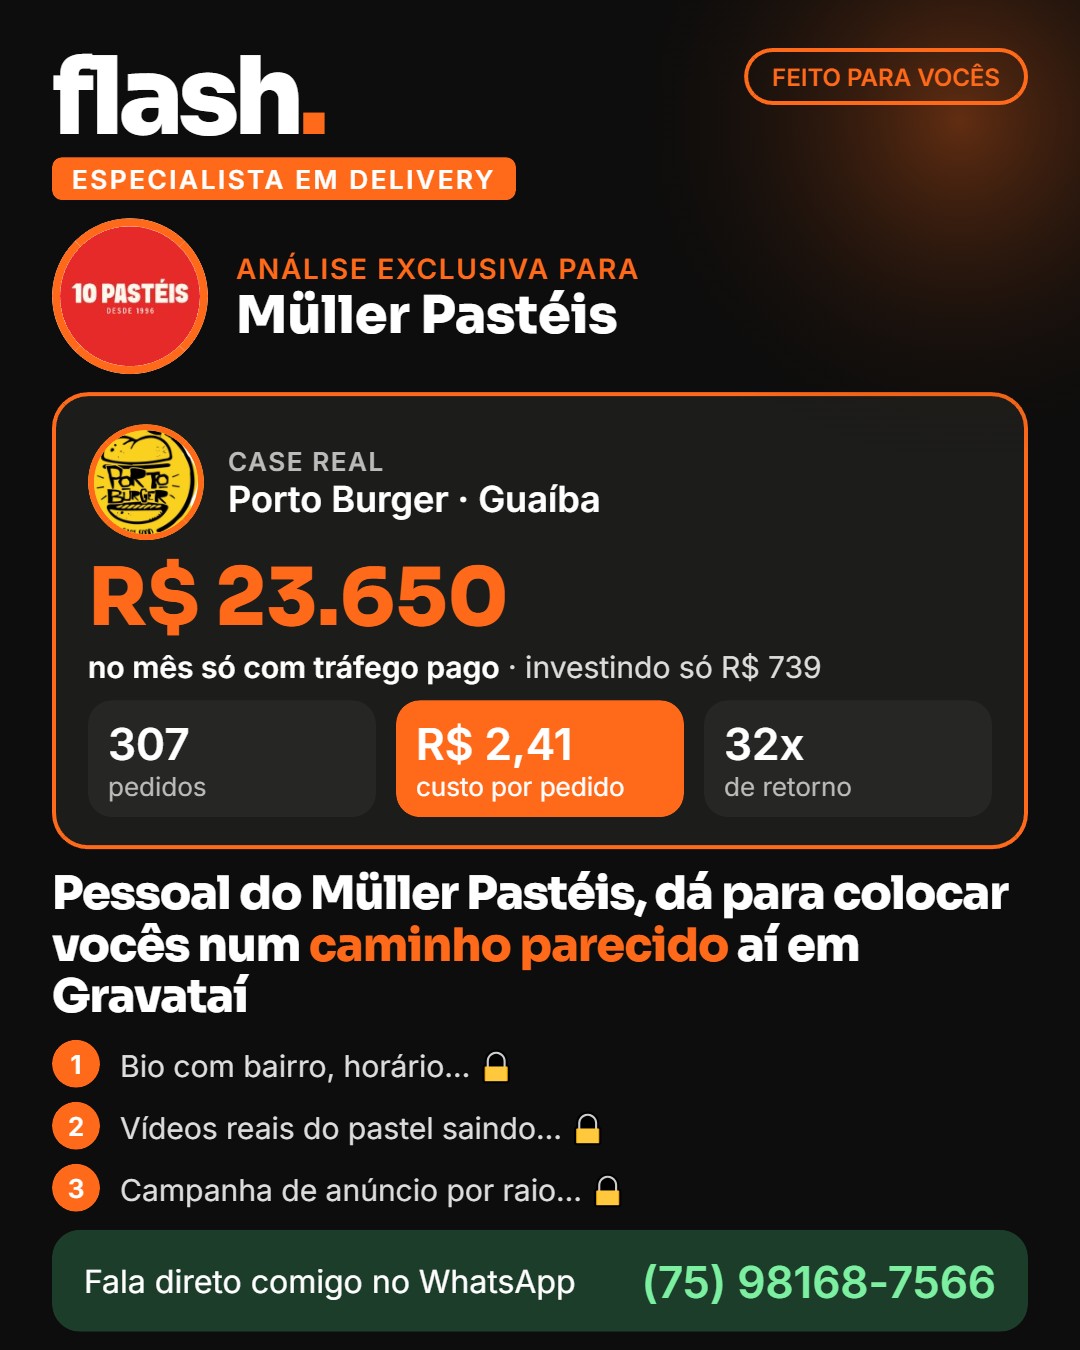 flash.
FEITO PARA VOCÊS
ESPECIALISTA EM DELIVERY
10 PASTÉIS
DESDE 1996
ANÁLISE EXCLUSIVA PARA
Müller Pastéis
PORTO
BURGER
CASE REAL
Porto Burger · Guaíba
R$ 23.650
no mês só com tráfego pago · investindo só R$ 739
307
pedidos
R$ 2,41
custo por pedido
32x
de retorno
Pessoal do Müller Pastéis, dá para colocar
vocês num caminho parecido aí em
Gravataí
1 Bio com bairro, horário... 🔒
2 Vídeos reais do pastel saindo... 🔒
3 Campanha de anúncio por raio... 🔒
Fala direto comigo no WhatsApp (75) 98168-7566